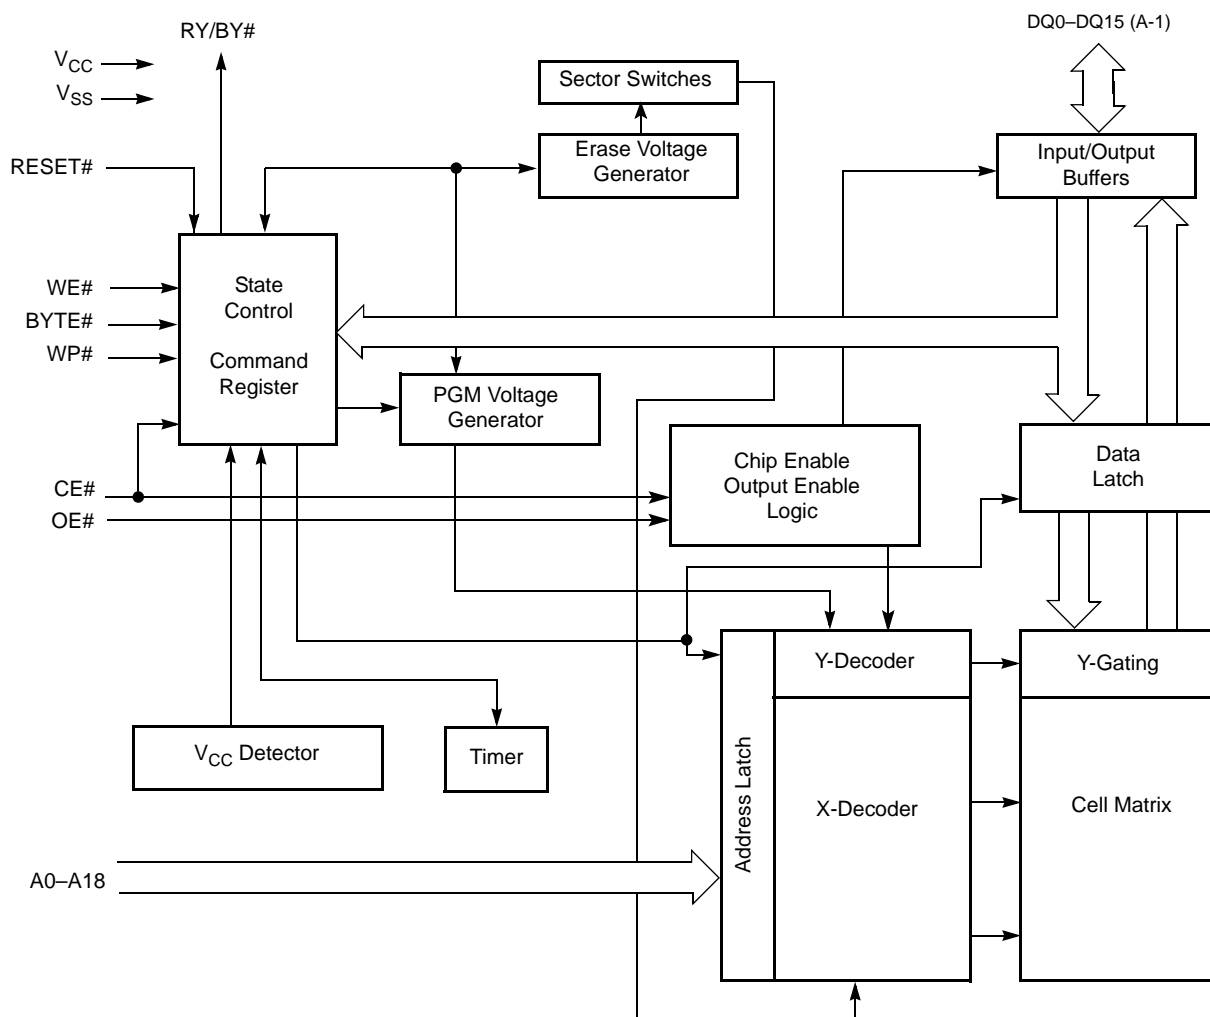 RY/BY#
DQ0–DQ15 (A-1)
VCC
VSS
Sector Switches
Erase Voltage
Generator
Input/Output
Buffers
RESET#
WE#
BYTE#
WP#
State
Control
Command
Register
PGM Voltage
Generator
Chip Enable
Output Enable
Logic
Data
Latch
CE#
OE#
Y-Decoder
Y-Gating
VCC Detector
Timer
Address Latch
X-Decoder
Cell Matrix
A0–A18